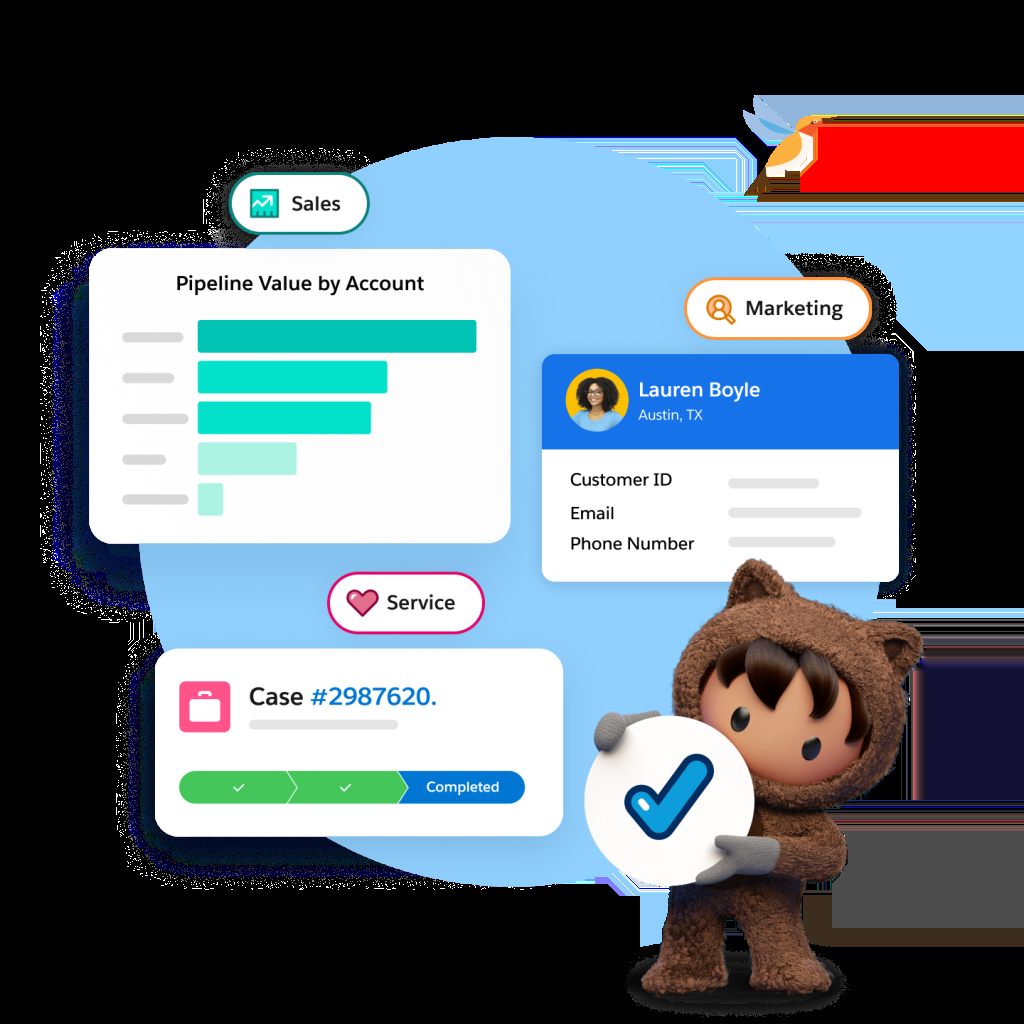 Sales
Pipeline Value by Account
Marketing
Lauren Boyle
Austin, TX
Customer ID
Email
Phone Number
Service
Case #2987620.
Completed